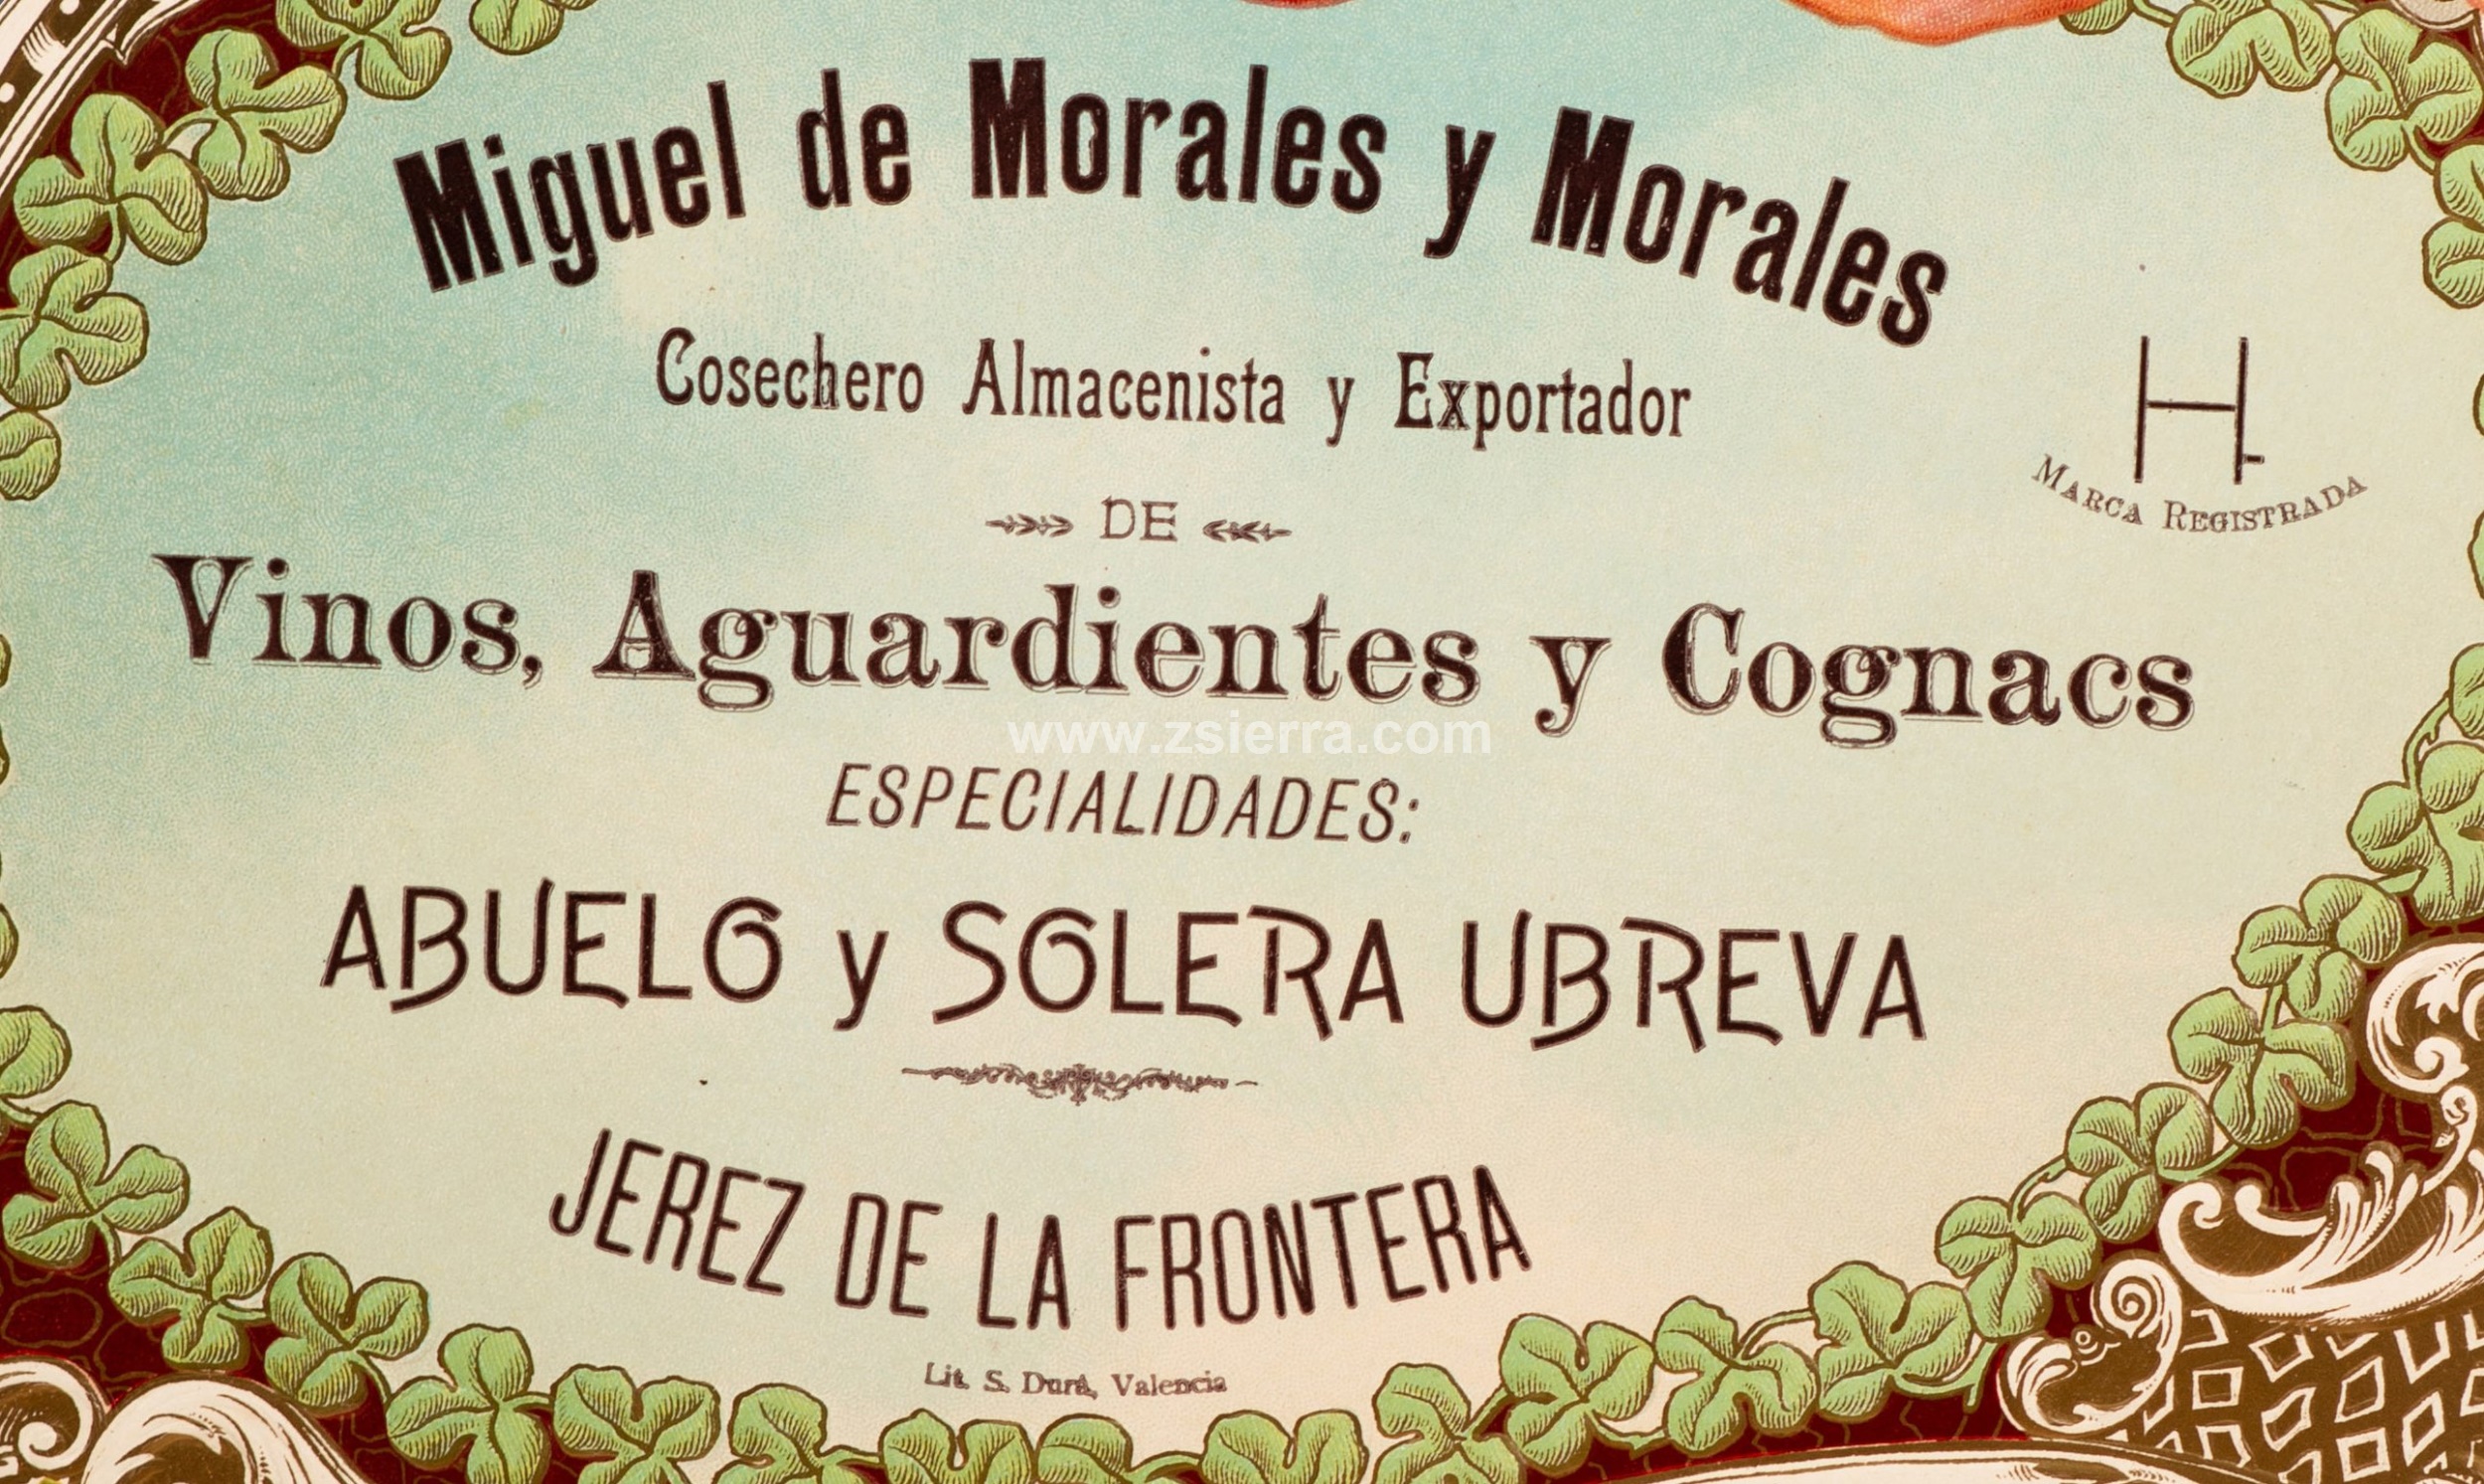 Miguel de Morales y Morales
Cosechero Almacenista y Exportador
H
MARCA REGISTRADA
DE
Vinos, Aguardientes y Cognacs
www.zsierra.com
ESPECIALIDADES:
ABUELO y SOLERA UBREVA
JEREZ DE LA FRONTERA
Lit. S. Durá, Valencia